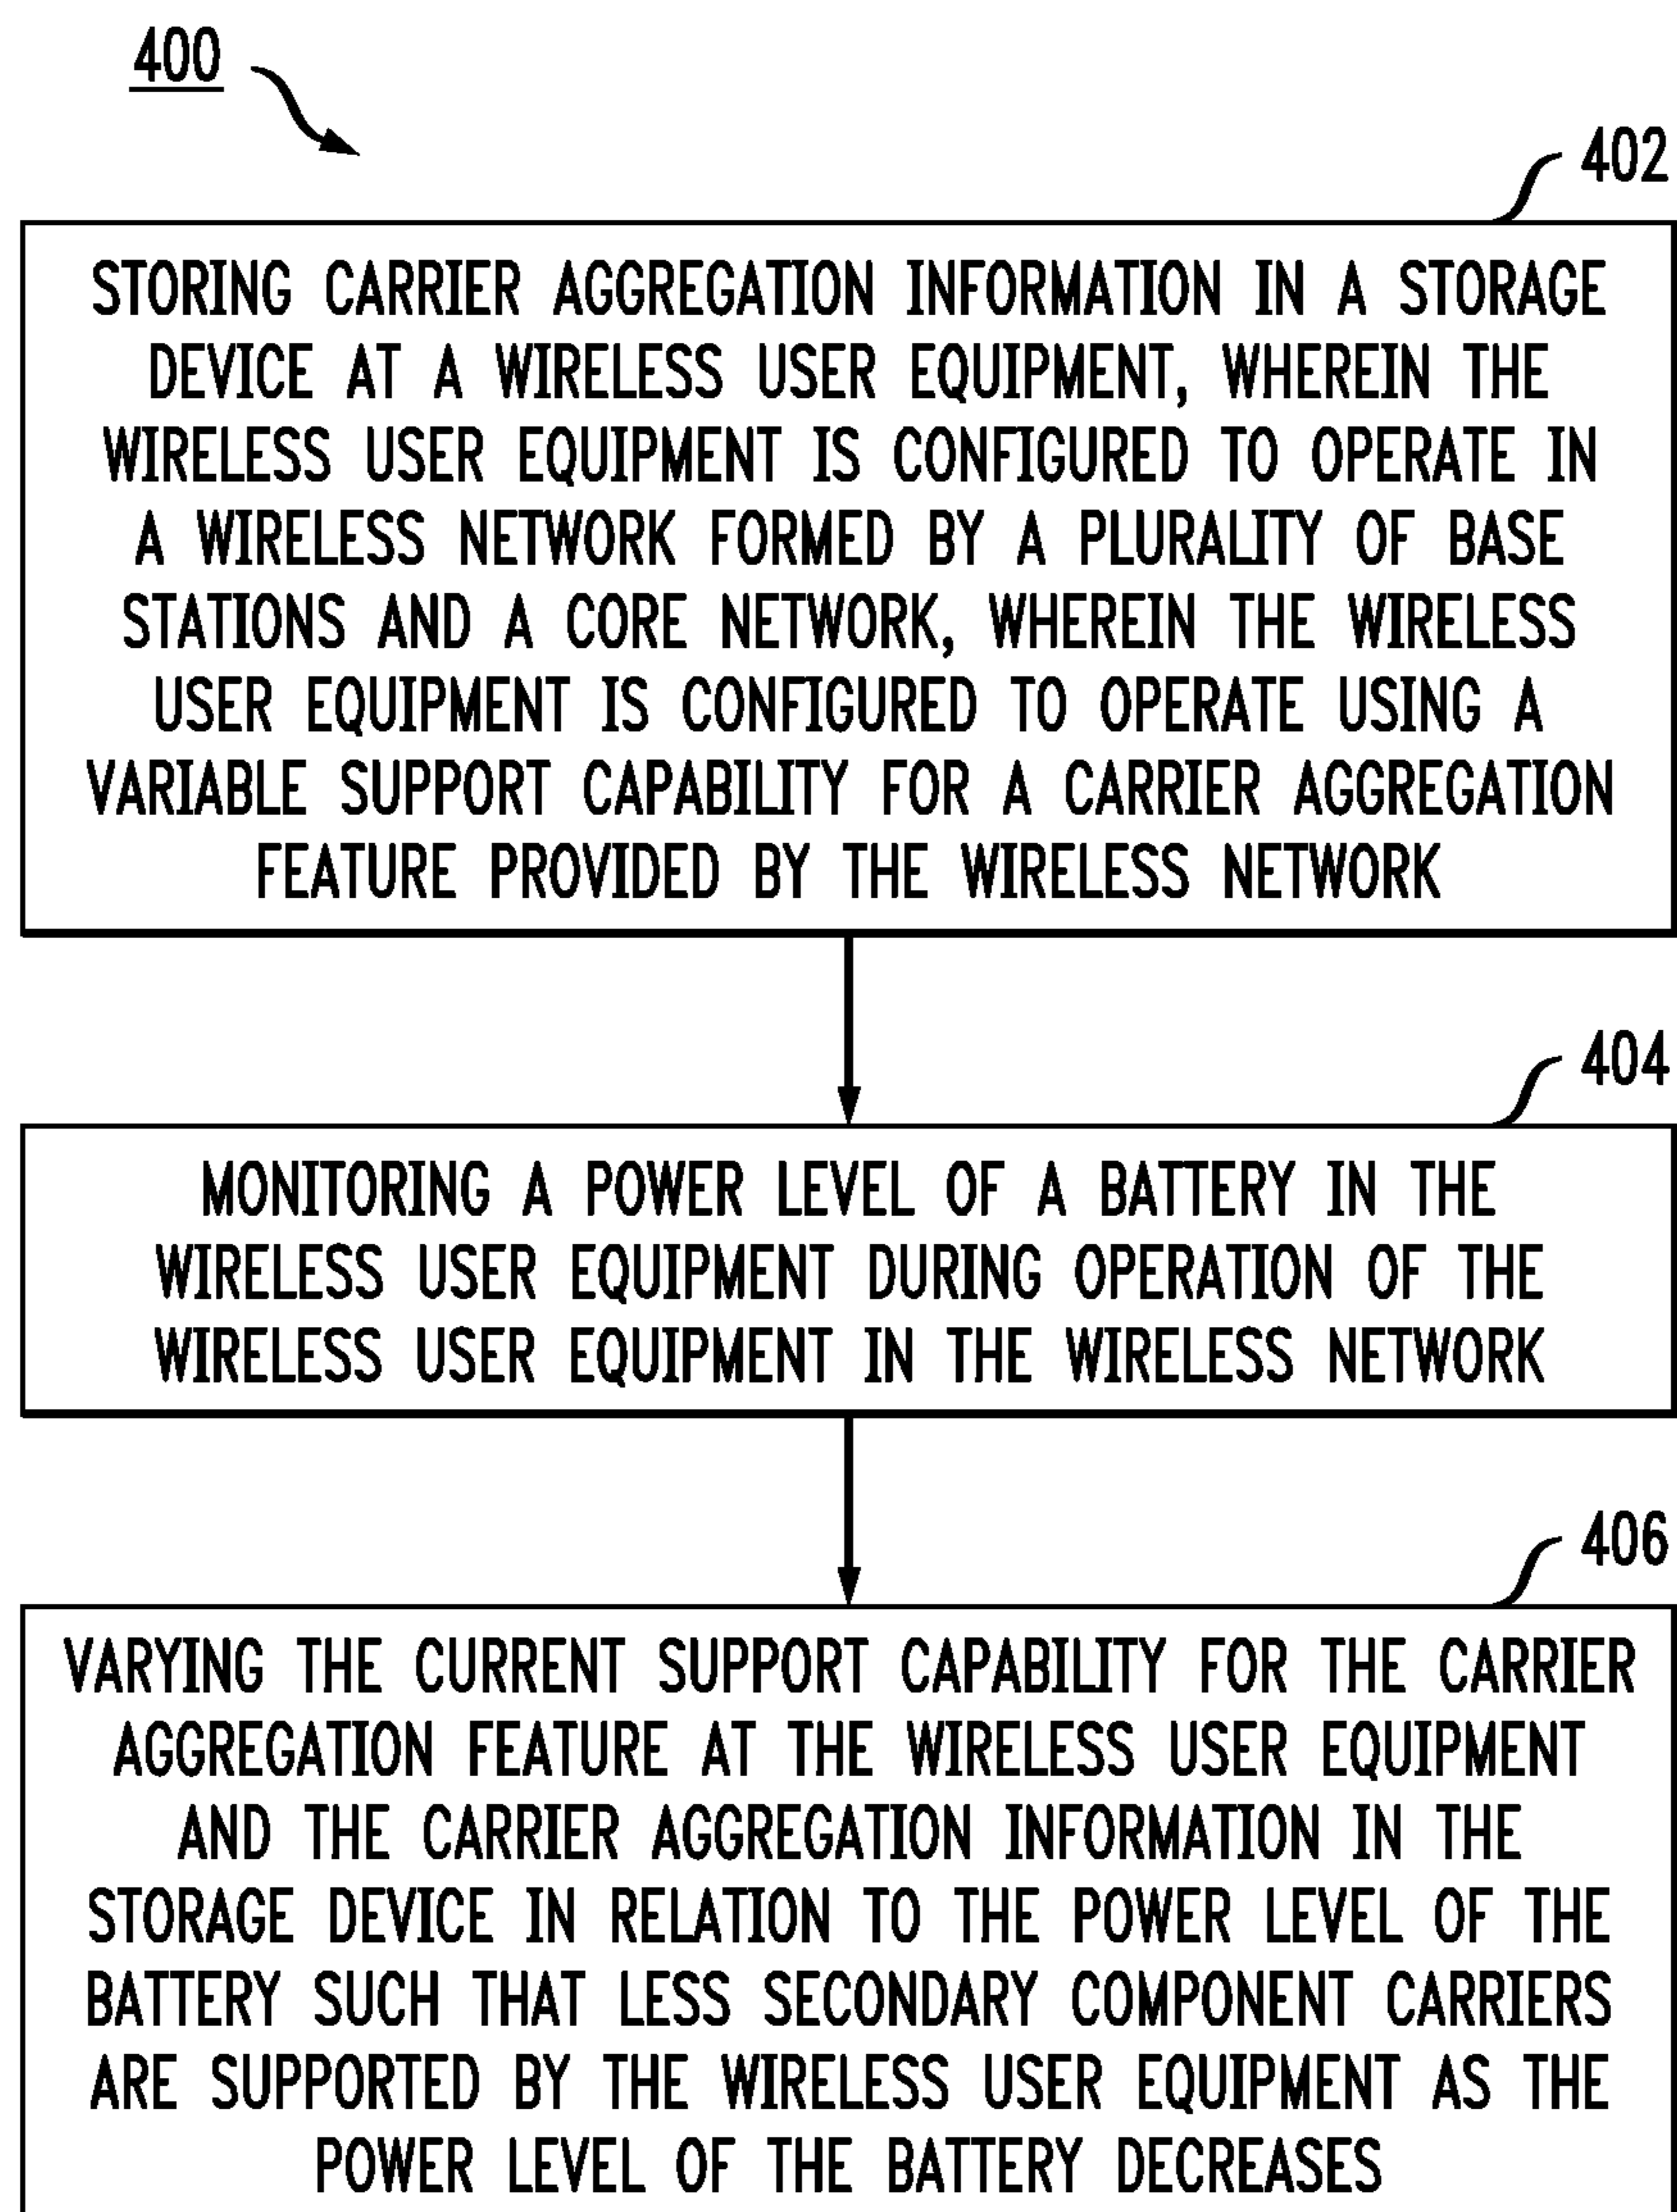 400
402
STORING CARRIER AGGREGATION INFORMATION IN A STORAGE
DEVICE AT A WIRELESS USER EQUIPMENT, WHEREIN THE
WIRELESS USER EQUIPMENT IS CONFIGURED TO OPERATE IN
A WIRELESS NETWORK FORMED BY A PLURALITY OF BASE
STATIONS AND A CORE NETWORK, WHEREIN THE WIRELESS
USER EQUIPMENT IS CONFIGURED TO OPERATE USING A
VARIABLE SUPPORT CAPABILITY FOR A CARRIER AGGREGATION
FEATURE PROVIDED BY THE WIRELESS NETWORK
404
MONITORING A POWER LEVEL OF A BATTERY IN THE
WIRELESS USER EQUIPMENT DURING OPERATION OF THE
WIRELESS USER EQUIPMENT IN THE WIRELESS NETWORK
406
VARYING THE CURRENT SUPPORT CAPABILITY FOR THE CARRIER
AGGREGATION FEATURE AT THE WIRELESS USER EQUIPMENT
AND THE CARRIER AGGREGATION INFORMATION IN THE
STORAGE DEVICE IN RELATION TO THE POWER LEVEL OF THE
BATTERY SUCH THAT LESS SECONDARY COMPONENT CARRIERS
ARE SUPPORTED BY THE WIRELESS USER EQUIPMENT AS THE
POWER LEVEL OF THE BATTERY DECREASES